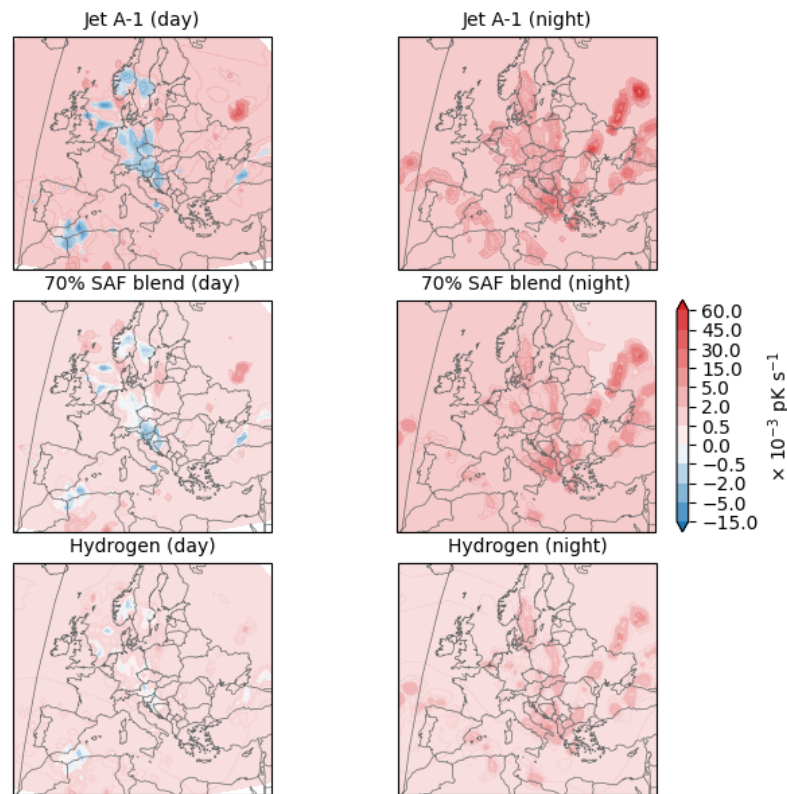 Jet A-1 (day)
Jet A-1 (night)
70% SAF blend (day)
70% SAF blend (night)
60.0
45.0
30.0
15.0
5.0
2.0
0.5
0.0
−0.5
−2.0
−5.0
−15.0
× 10⁻³ pK s⁻¹
Hydrogen (day)
Hydrogen (night)